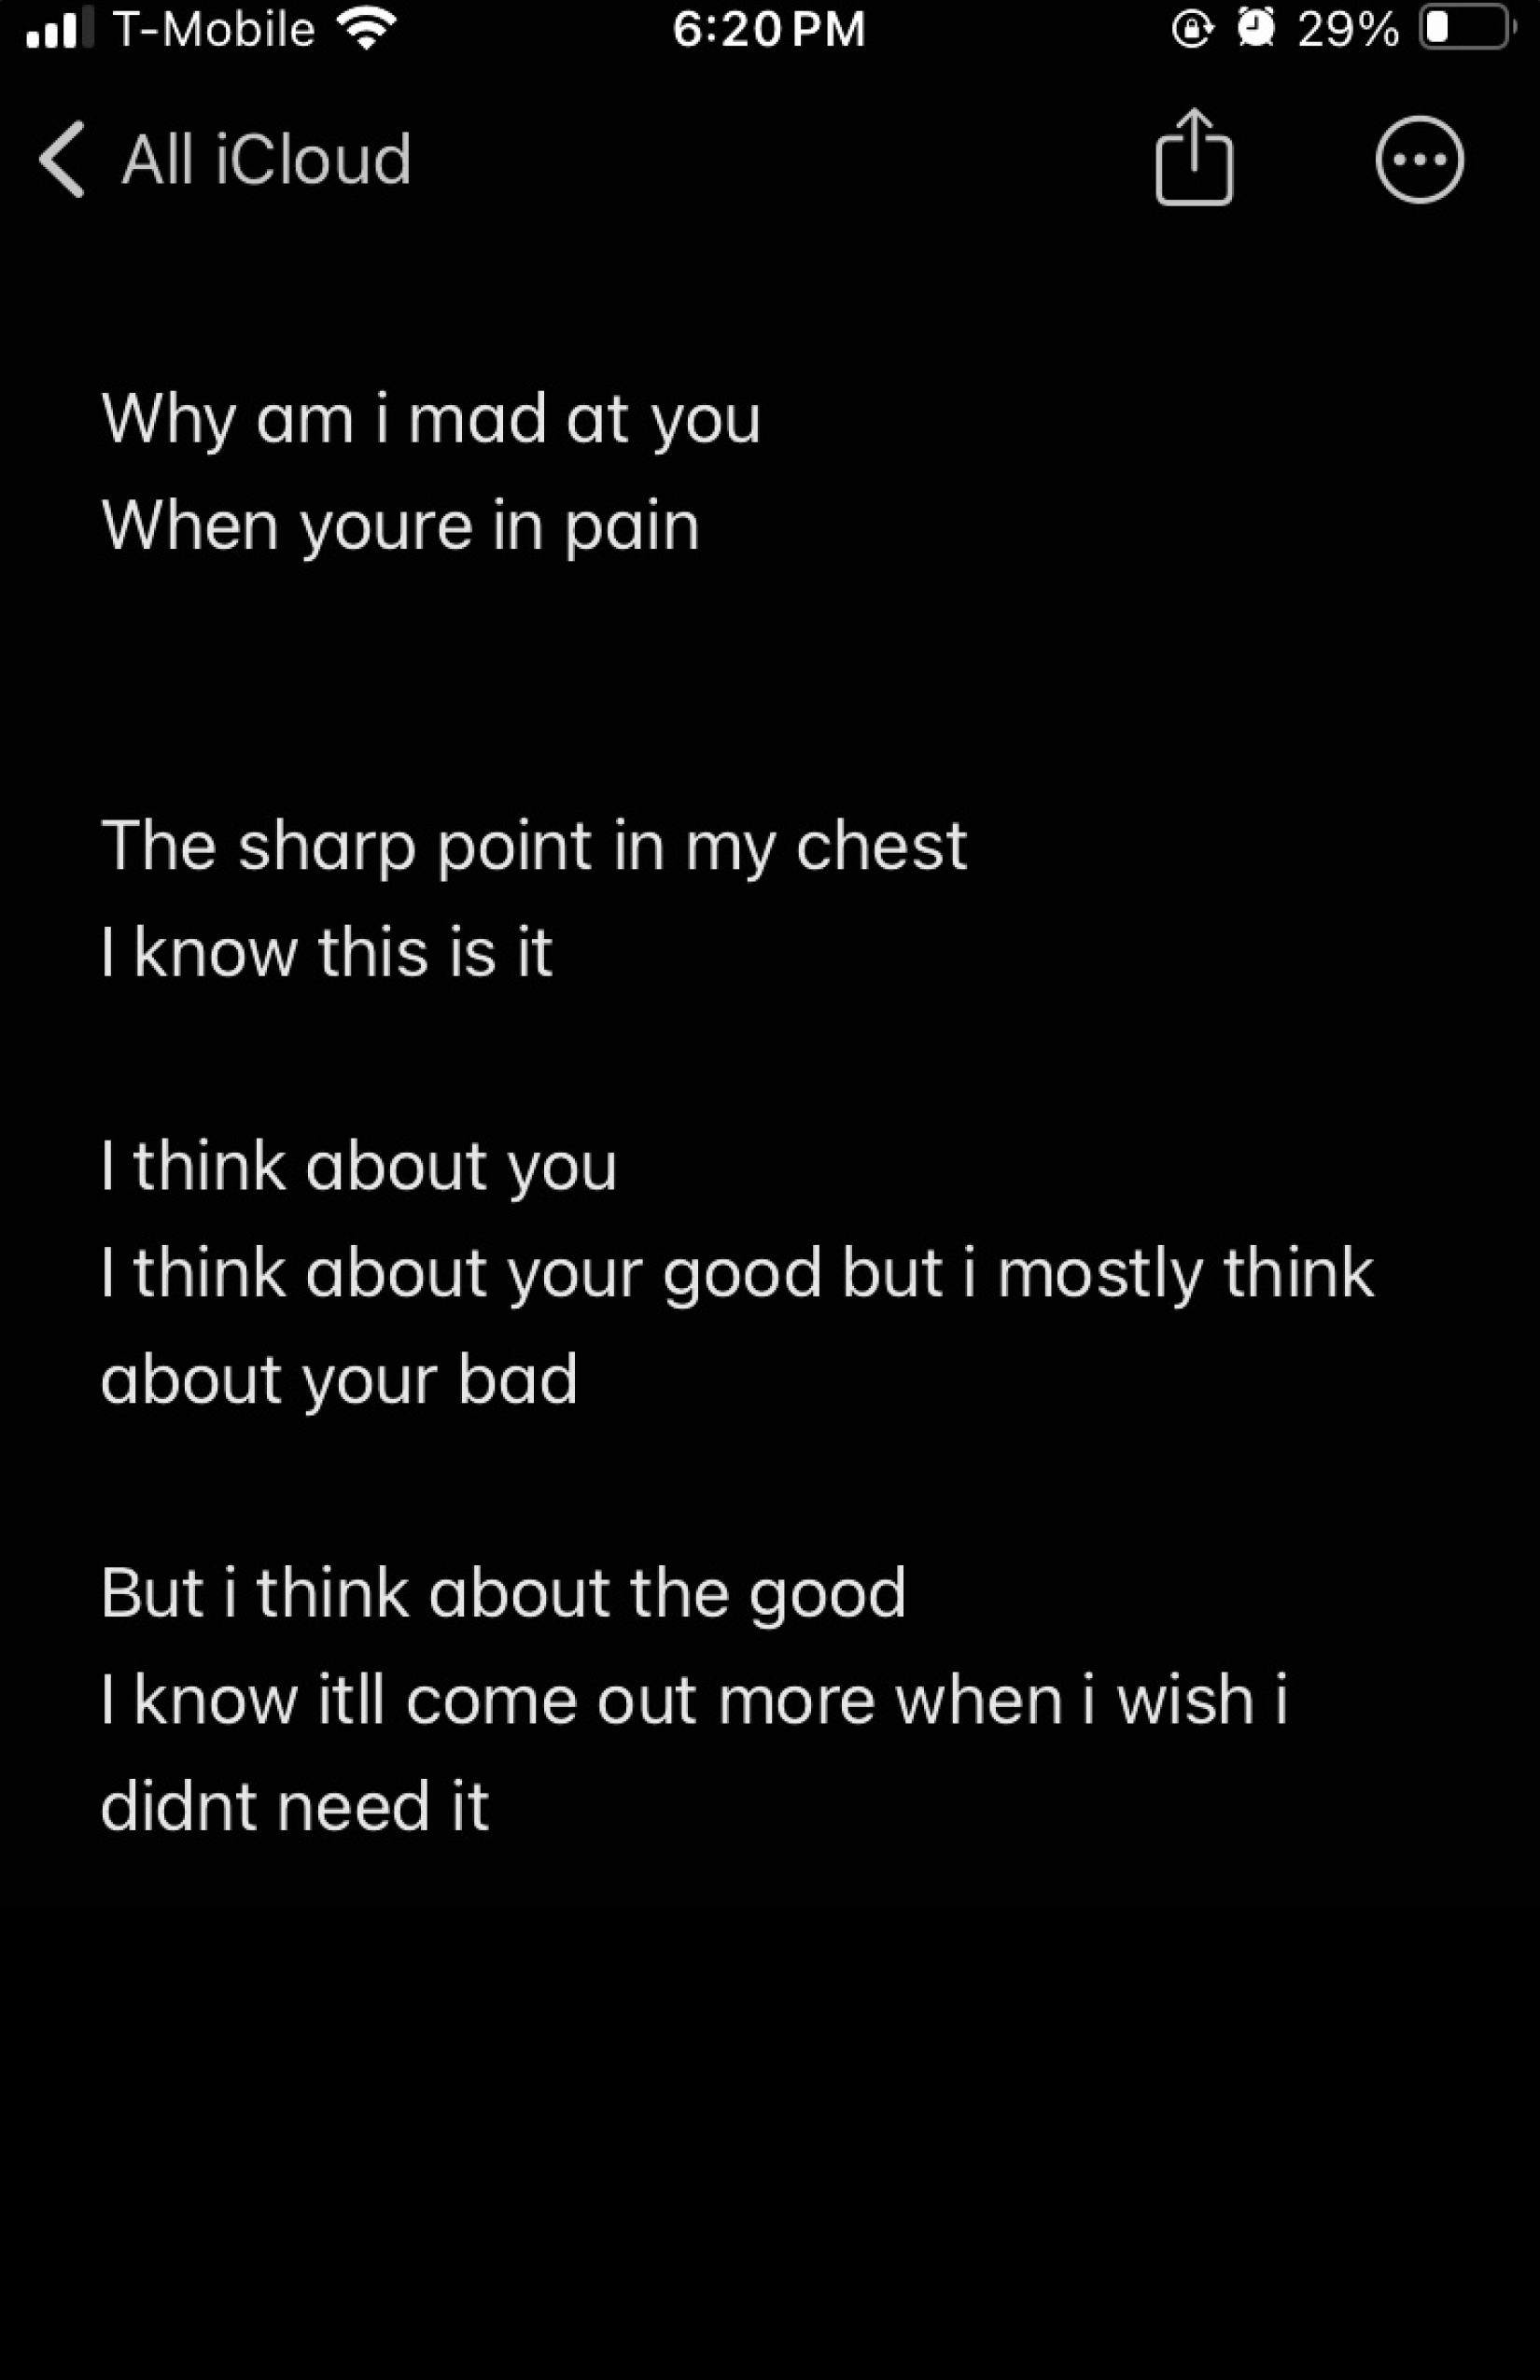 T-Mobile 6:20 PM 29%
All iCloud
Why am i mad at you
When youre in pain
The sharp point in my chest
I know this is it
I think about you
I think about your good but i mostly think
about your bad
But i think about the good
I know itll come out more when i wish i
didnt need it